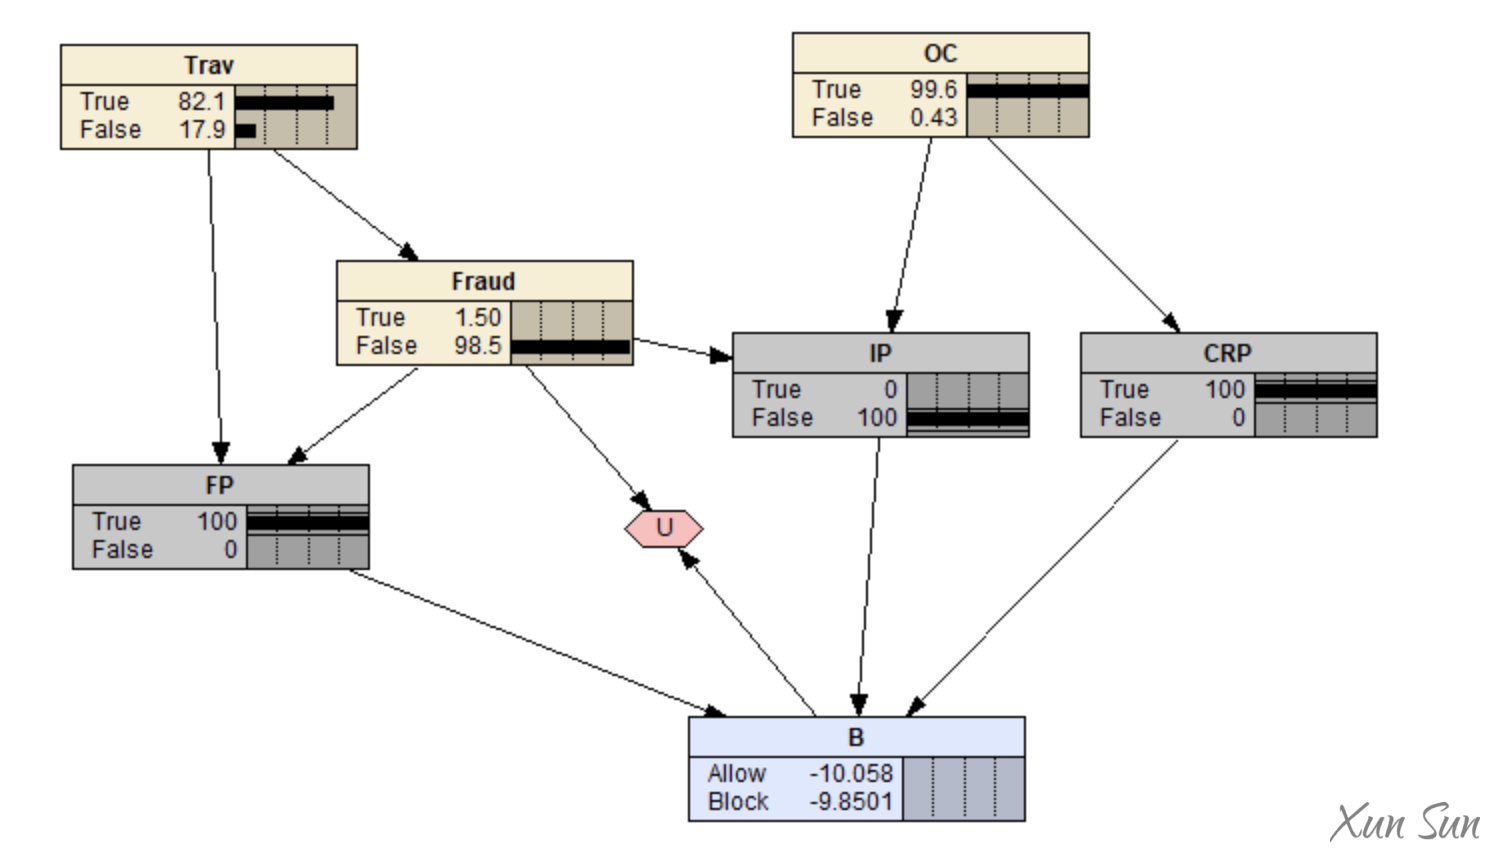 Trav
True 82.1
False 17.9
OC
True 99.6
False 0.43
Fraud
True 1.50
False 98.5
IP
True 0
False 100
CRP
True 100
False 0
FP
True 100
False 0
U
B
Allow -10.058
Block -9.8501
Xun Sun